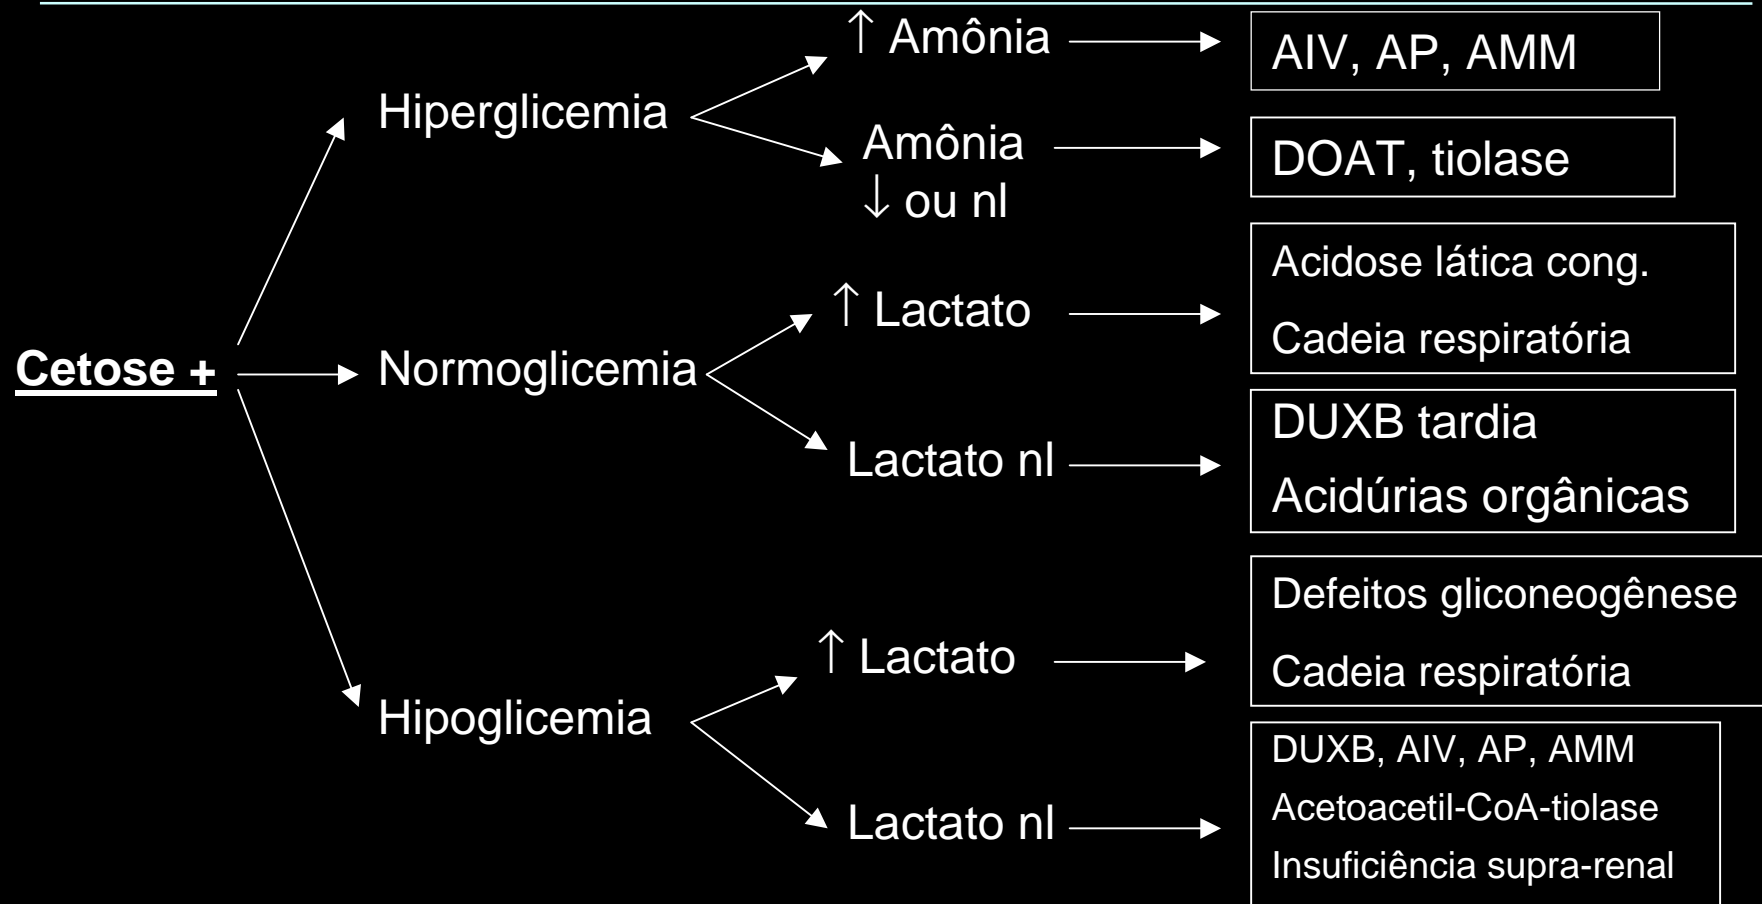 Cetose +
Hiperglicemia
↑ Amônia
AIV, AP, AMM
Amônia
↓ ou nl
DOAT, tiolase
Normoglicemia
↑ Lactato
Acidose lática cong.
Cadeia respiratória
Lactato nl
DUXB tardia
Acidúrias orgânicas
Hipoglicemia
↑ Lactato
Defeitos gliconeogênese
Cadeia respiratória
Lactato nl
DUXB, AIV, AP, AMM
Acetoacetil-CoA-tiolase
Insuficiência supra-renal